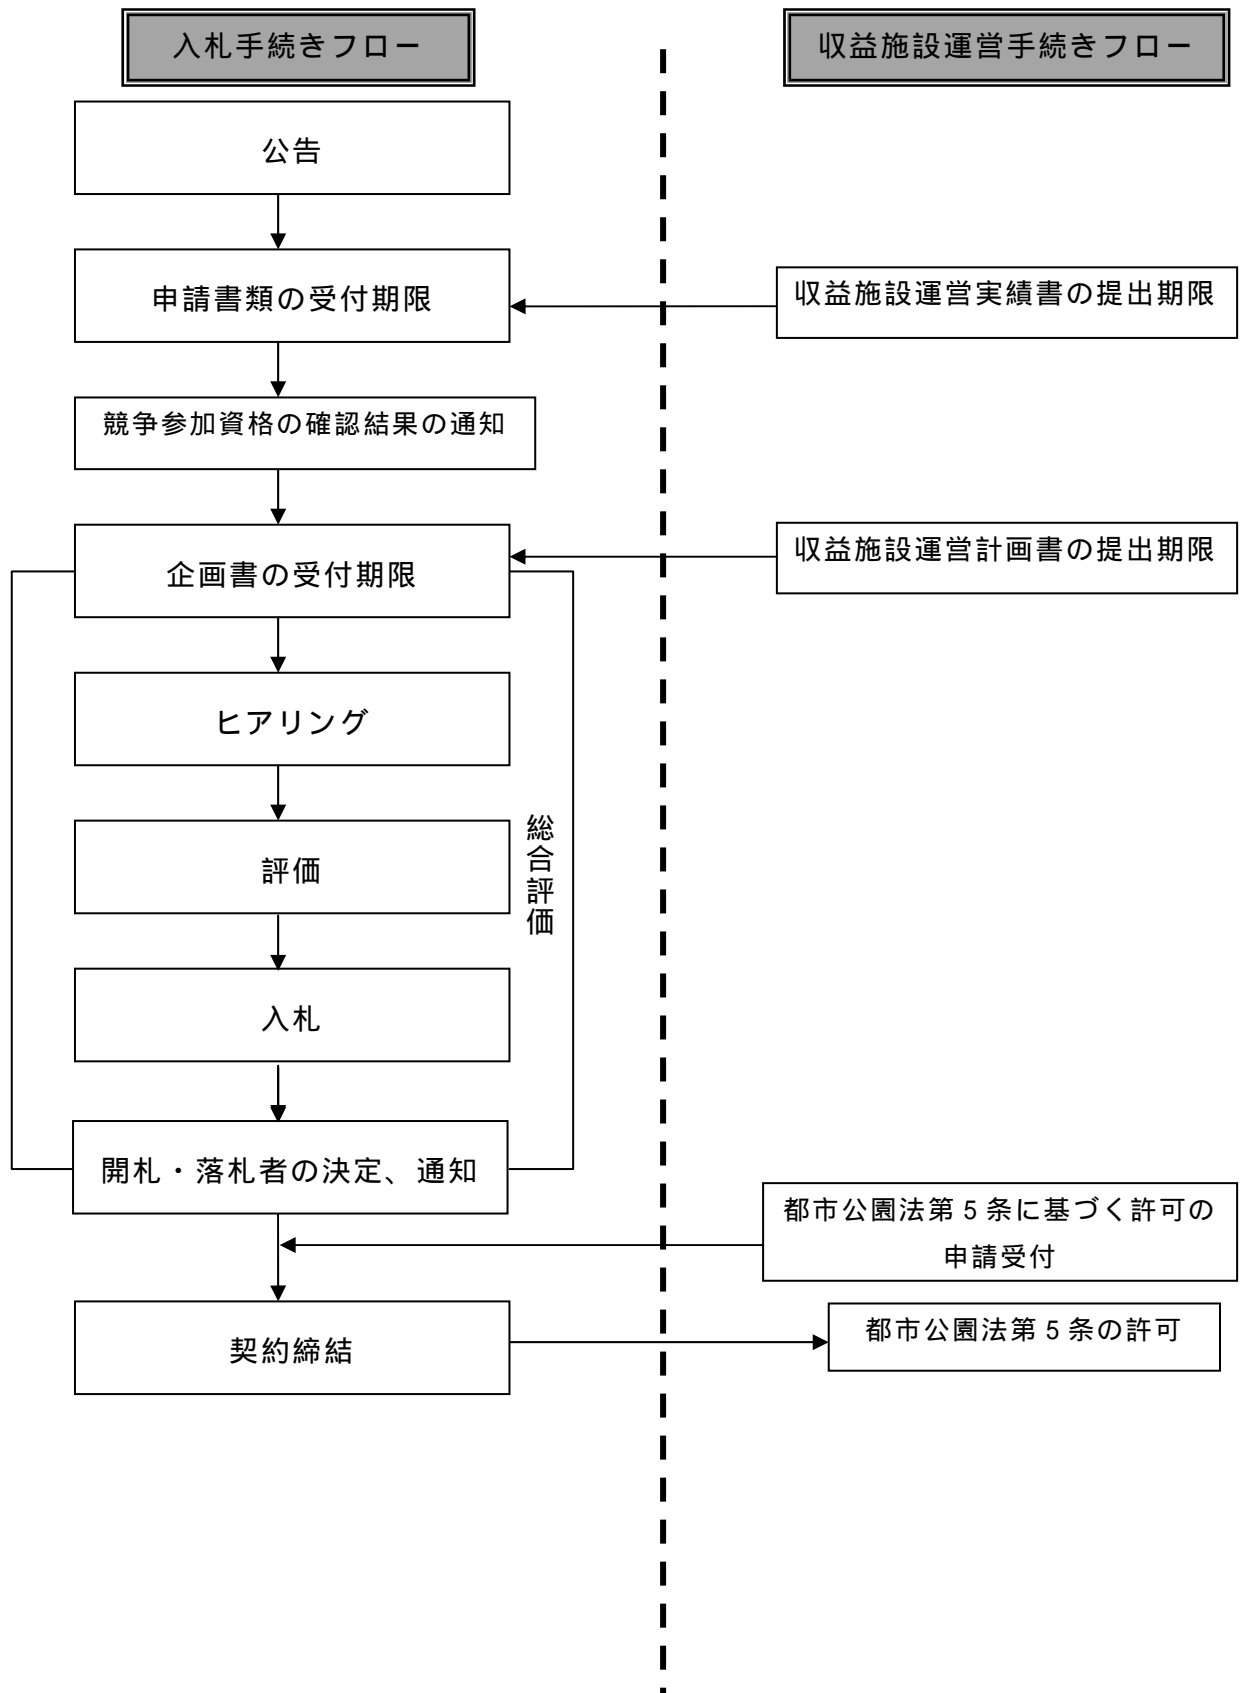 入札手続きフロー
収益施設運営手続きフロー
公告
申請書類の受付期限
収益施設運営実績書の提出期限
競争参加資格の確認結果の通知
企画書の受付期限
収益施設運営計画書の提出期限
ヒアリング
評価
総合評価
入札
開札・落札者の決定、通知
都市公園法第5条に基づく許可の
申請受付
契約締結
都市公園法第5条の許可